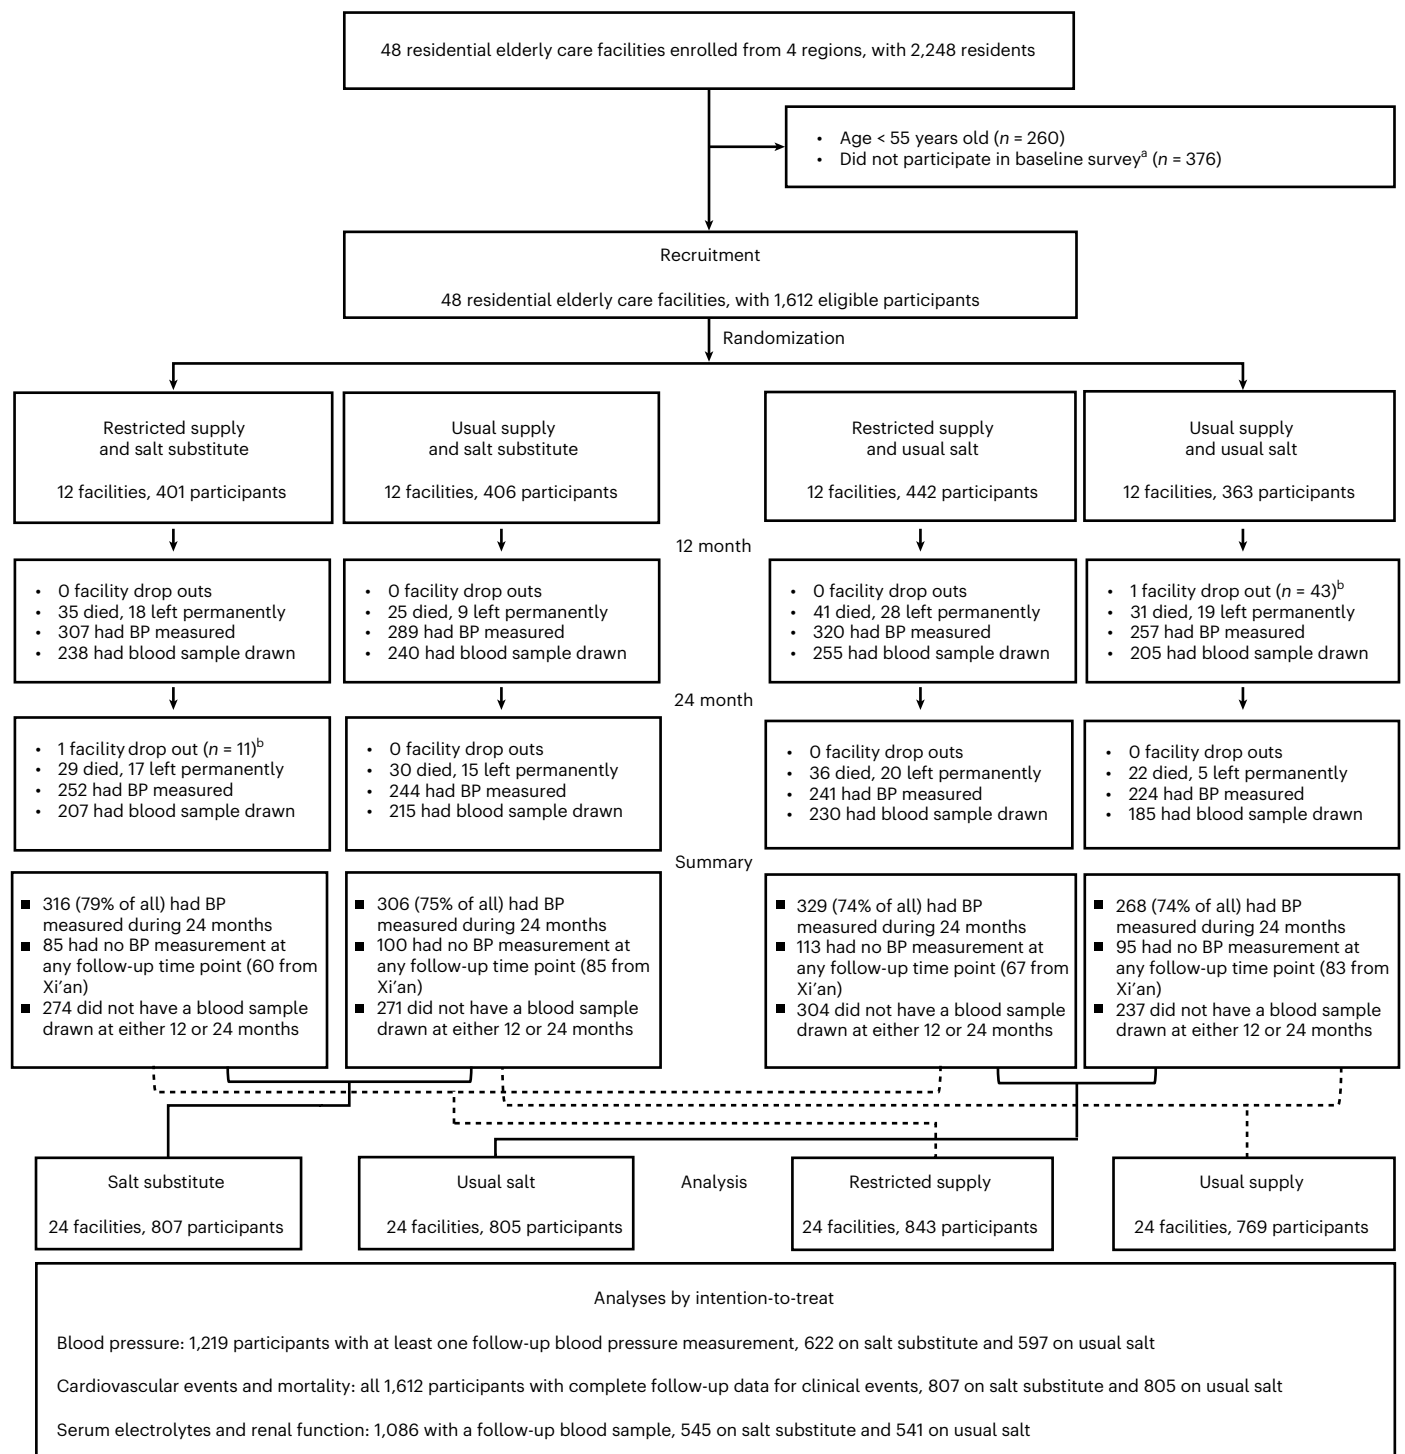 48 residential elderly care facilities enrolled from 4 regions, with 2,248 residents
• Age < 55 years old (n = 260)
• Did not participate in baseline surveyᵃ (n = 376)
Recruitment
48 residential elderly care facilities, with 1,612 eligible participants
Randomization
Restricted supply
and salt substitute
12 facilities, 401 participants
Usual supply
and salt substitute
12 facilities, 406 participants
Restricted supply
and usual salt
12 facilities, 442 participants
Usual supply
and usual salt
12 facilities, 363 participants
12 month
• 0 facility drop outs
• 35 died, 18 left permanently
• 307 had BP measured
• 238 had blood sample drawn
• 0 facility drop outs
• 25 died, 9 left permanently
• 289 had BP measured
• 240 had blood sample drawn
• 0 facility drop outs
• 41 died, 28 left permanently
• 320 had BP measured
• 255 had blood sample drawn
• 1 facility drop out (n = 43)ᵇ
• 31 died, 19 left permanently
• 257 had BP measured
• 205 had blood sample drawn
24 month
• 1 facility drop out (n = 11)ᵇ
• 29 died, 17 left permanently
• 252 had BP measured
• 207 had blood sample drawn
• 0 facility drop outs
• 30 died, 15 left permanently
• 244 had BP measured
• 215 had blood sample drawn
• 0 facility drop outs
• 36 died, 20 left permanently
• 241 had BP measured
• 230 had blood sample drawn
• 0 facility drop outs
• 22 died, 5 left permanently
• 224 had BP measured
• 185 had blood sample drawn
Summary
■ 316 (79% of all) had BP
measured during 24 months
■ 85 had no BP measurement at
any follow-up time point (60 from
Xi’an)
■ 274 did not have a blood sample
drawn at either 12 or 24 months
■ 306 (75% of all) had BP
measured during 24 months
■ 100 had no BP measurement at
any follow-up time point (85 from
Xi’an)
■ 271 did not have a blood sample
drawn at either 12 or 24 months
■ 329 (74% of all) had BP
measured during 24 months
■ 113 had no BP measurement at
any follow-up time point (67 from
Xi’an)
■ 304 did not have a blood sample
drawn at either 12 or 24 months
■ 268 (74% of all) had BP
measured during 24 months
■ 95 had no BP measurement at
any follow-up time point (83 from
Xi’an)
■ 237 did not have a blood sample
drawn at either 12 or 24 months
Salt substitute
24 facilities, 807 participants
Usual salt
24 facilities, 805 participants
Analysis
Restricted supply
24 facilities, 843 participants
Usual supply
24 facilities, 769 participants
Analyses by intention-to-treat
Blood pressure: 1,219 participants with at least one follow-up blood pressure measurement, 622 on salt substitute and 597 on usual salt
Cardiovascular events and mortality: all 1,612 participants with complete follow-up data for clinical events, 807 on salt substitute and 805 on usual salt
Serum electrolytes and renal function: 1,086 with a follow-up blood sample, 545 on salt substitute and 541 on usual salt